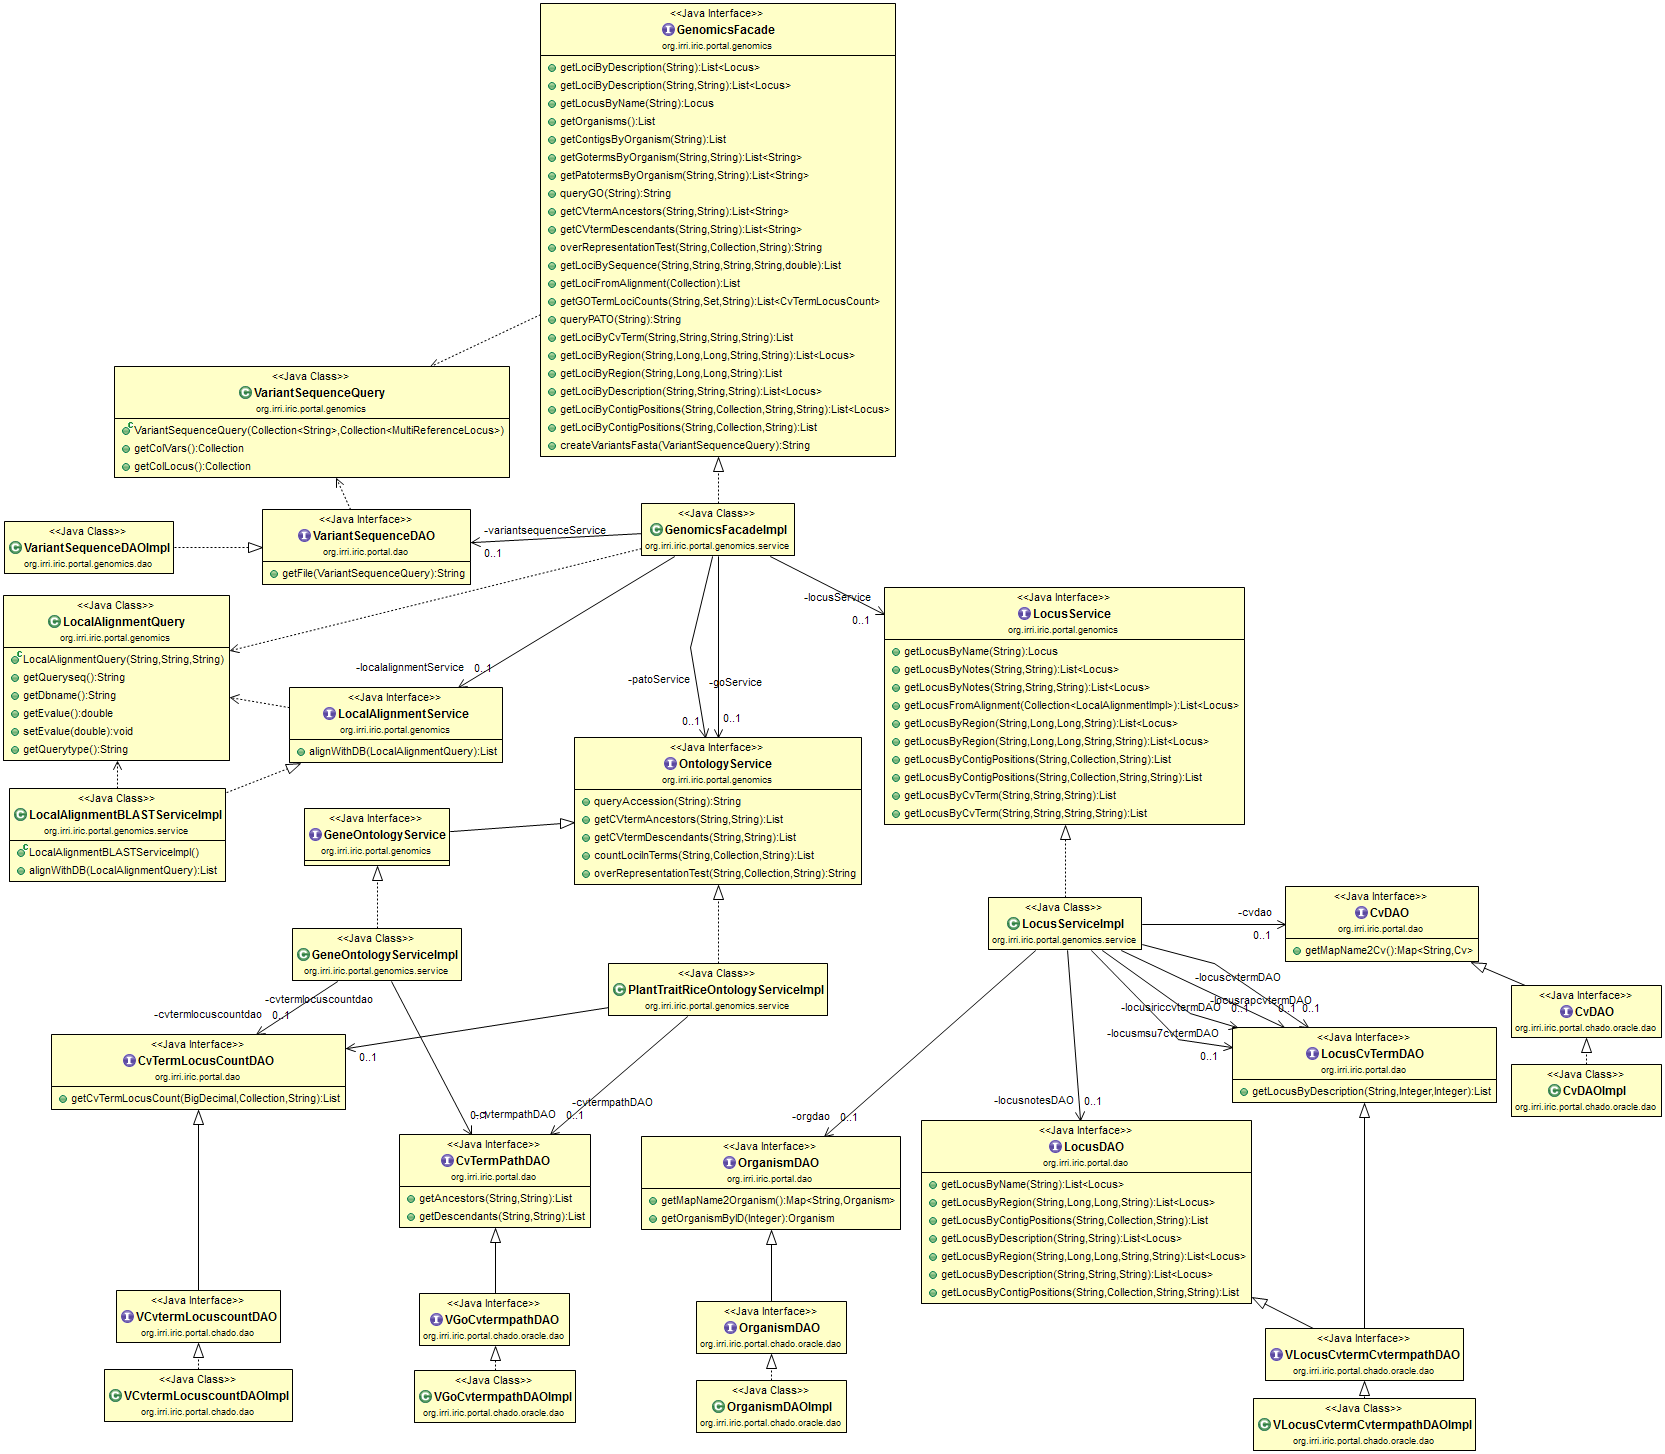 <<Java Interface>>
GenomicsFacade
org.irri.iric.portal.genomics
getLociByDescription(String):List<Locus>
getLociByDescription(String,String):List<Locus>
getLocusByName(String):Locus
getOrganisms():List
getContigsByOrganism(String):List
getGotermsByOrganism(String,String):List<String>
getPatotermsByOrganism(String,String):List<String>
queryGO(String):String
getCVtermAncestors(String,String):List<String>
getCVtermDescendants(String,String):List<String>
overRepresentationTest(String,Collection,String):String
getLociBySequence(String,String,String,String,double):List
getLociFromAlignment(Collection):List
getGOTermLociCounts(String,Set,String):List<CvTermLocusCount>
queryPATO(String):String
getLociByCvTerm(String,String,String,String):List
getLociByRegion(String,Long,Long,String,String):List<Locus>
getLociByRegion(String,Long,Long,String):List
getLociByDescription(String,String,String):List<Locus>
getLociByContigPositions(String,Collection,String,String):List<Locus>
getLociByContigPositions(String,Collection,String):List
createVariantsFasta(VariantSequenceQuery):String
<<Java Class>>
VariantSequenceQuery
org.irri.iric.portal.genomics
VariantSequenceQuery(Collection<String>,Collection<MultiReferenceLocus>)
getColVars():Collection
getColLocus():Collection
<<Java Class>>
VariantSequenceDAOImpl
org.irri.iric.portal.genomics.dao
<<Java Interface>>
VariantSequenceDAO
org.irri.iric.portal.dao
getFile(VariantSequenceQuery):String
-variantsequenceService
0..1
<<Java Class>>
GenomicsFacadeImpl
org.irri.iric.portal.genomics.service
<<Java Class>>
LocalAlignmentQuery
org.irri.iric.portal.genomics
LocalAlignmentQuery(String,String,String)
getQueryseq():String
getDbname():String
getEvalue():double
setEvalue(double):void
getQuerytype():String
-localalignmentService
0..1
-patoService
0..1
-goService
0..1
-locusService
0..1
<<Java Interface>>
LocusService
org.irri.iric.portal.genomics
getLocusByName(String):Locus
getLocusByNotes(String,String):List<Locus>
getLocusByNotes(String,String,String):List<Locus>
getLocusFromAlignment(Collection<LocalAlignmentImpl>):List<Locus>
getLocusByRegion(String,Long,Long,String):List<Locus>
getLocusByRegion(String,Long,Long,String,String):List<Locus>
getLocusByContigPositions(String,Collection,String):List
getLocusByContigPositions(String,Collection,String,String):List
getLocusByCvTerm(String,String,String):List
getLocusByCvTerm(String,String,String,String):List
<<Java Interface>>
LocalAlignmentService
org.irri.iric.portal.genomics
alignWithDB(LocalAlignmentQuery):List
<<Java Class>>
LocalAlignmentBLASTServiceImpl
org.irri.iric.portal.genomics.service
LocalAlignmentBLASTServiceImpl()
alignWithDB(LocalAlignmentQuery):List
<<Java Interface>>
GeneOntologyService
org.irri.iric.portal.genomics
<<Java Interface>>
OntologyService
org.irri.iric.portal.genomics
queryAccession(String):String
getCVtermAncestors(String,String):List
getCVtermDescendants(String,String):List
countLociInTerms(String,Collection,String):List
overRepresentationTest(String,Collection,String):String
<<Java Class>>
GeneOntologyServiceImpl
org.irri.iric.portal.genomics.service
<<Java Class>>
PlantTraitRiceOntologyServiceImpl
org.irri.iric.portal.genomics.service
<<Java Class>>
LocusServiceImpl
org.irri.iric.portal.genomics.service
-cvdao
0..1
<<Java Interface>>
CvDAO
org.irri.iric.portal.dao
getMapName2Cv():Map<String,Cv>
<<Java Interface>>
CvDAO
org.irri.iric.portal.chado.oracle.dao
<<Java Class>>
CvDAOImpl
org.irri.iric.portal.chado.oracle.dao
-cvtermlocuscountdao
-cvtermlocuscountdao
0..1
0..1
-locuscvtermDAO
-locusiriccvtermDAO
0..1
-locusrapcvtermDAO
0..1
0..1
-locusmsu7cvtermDAO
0..1
<<Java Interface>>
CvTermLocusCountDAO
org.irri.iric.portal.dao
getCvTermLocusCount(BigDecimal,Collection,String):List
<<Java Interface>>
LocusCvTermDAO
org.irri.iric.portal.dao
getLocusByDescription(String,Integer,Integer):List
-cvtermpathDAO
0..1
-cvtermpathDAO
0..1
-orgdao
0..1
-locusnotesDAO
0..1
<<Java Interface>>
CvTermPathDAO
org.irri.iric.portal.dao
getAncestors(String,String):List
getDescendants(String,String):List
<<Java Interface>>
OrganismDAO
org.irri.iric.portal.dao
getMapName2Organism():Map<String,Organism>
getOrganismByID(Integer):Organism
<<Java Interface>>
LocusDAO
org.irri.iric.portal.dao
getLocusByName(String):List<Locus>
getLocusByRegion(String,Long,Long,String):List<Locus>
getLocusByContigPositions(String,Collection,String):List
getLocusByDescription(String,String):List<Locus>
getLocusByRegion(String,Long,Long,String,String):List<Locus>
getLocusByDescription(String,String,String):List<Locus>
getLocusByContigPositions(String,Collection,String,String):List
<<Java Interface>>
VCvtermLocuscountDAO
org.irri.iric.portal.chado.dao
<<Java Class>>
VCvtermLocuscountDAOImpl
org.irri.iric.portal.chado.dao
<<Java Interface>>
VGoCvtermpathDAO
org.irri.iric.portal.chado.oracle.dao
<<Java Class>>
VGoCvtermpathDAOImpl
org.irri.iric.portal.chado.oracle.dao
<<Java Interface>>
OrganismDAO
org.irri.iric.portal.chado.oracle.dao
<<Java Class>>
OrganismDAOImpl
org.irri.iric.portal.chado.oracle.dao
<<Java Interface>>
VLocusCvtermCvtermpathDAO
org.irri.iric.portal.chado.oracle.dao
<<Java Class>>
VLocusCvtermCvtermpathDAOImpl
org.irri.iric.portal.chado.oracle.dao